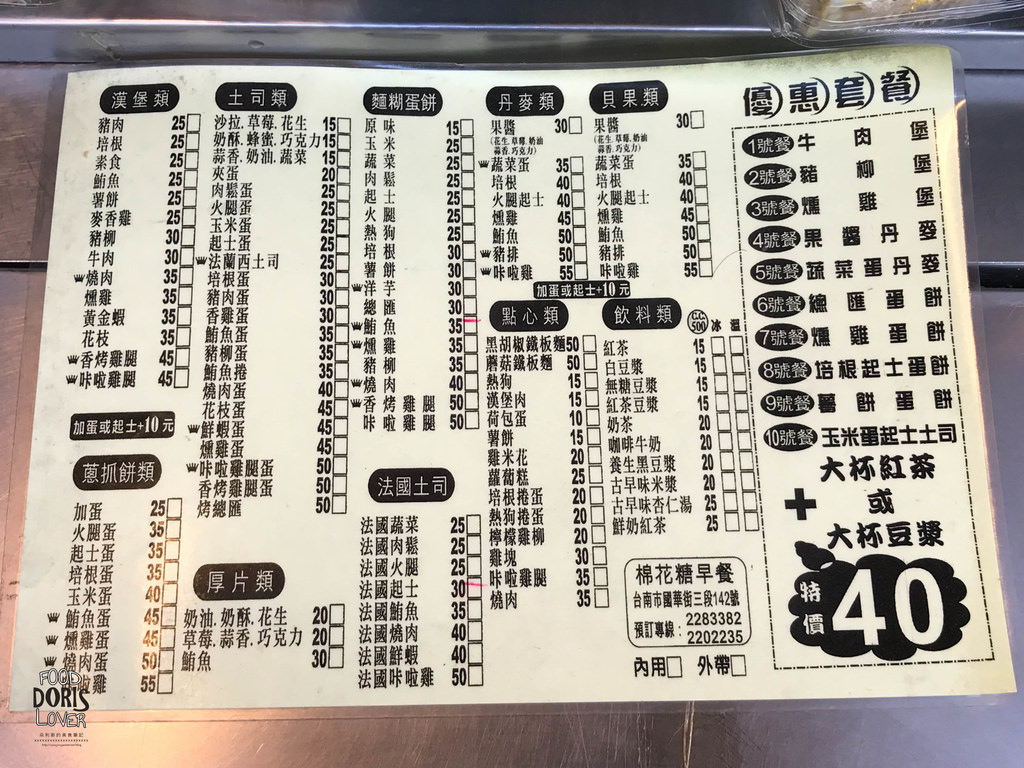 漢堡類
豬肉 25
培根 25
素食 25
鮪魚 25
薯餅 25
麥香雞 25
豬柳 30
牛肉 30
燒肉 35
燻雞 35
黃金蝦 35
花枝 35
香烤雞腿 45
咔啦雞腿 45
加蛋或起士+10元
蔥抓餅類
加蛋 25
火腿蛋 35
起士蛋 35
培根蛋 35
玉米蛋 40
鮪魚蛋 45
燻雞蛋 45
燒肉蛋 50
啦雞 55
土司類
沙拉.草莓.花生 15
奶酥.蜂蜜.巧克力 15
蒜香.奶油.蔬菜 15
夾蛋 20
肉鬆蛋 25
火腿蛋 25
玉米蛋 25
起士蛋 25
法蘭西土司 25
培根蛋 30
豬肉蛋 30
香雞蛋 30
鮪魚蛋 30
豬柳蛋 35
鮪魚捲 35
燒肉蛋 40
花枝蛋 45
鮮蝦蛋 45
燻雞蛋 45
咔啦雞腿蛋 50
香烤雞腿蛋 50
烤總匯 50
厚片類
奶油.奶酥.花生 20
草莓.蒜香.巧克力 20
鮪魚 30
麵糊蛋餅
原味 15
玉米 25
蔬菜 25
肉鬆 25
起士 25
火腿 25
熱狗 25
培根 30
薯餅 30
洋芋 30
總匯 30
鮪魚 35
燻雞 35
豬柳 35
燒肉 40
香烤雞腿 50
咔啦雞腿 50
法國土司
法國蔬菜 25
法國肉鬆 25
法國火腿 25
法國起士 30
法國鮪魚 35
法國燒肉 40
法國鮮蝦 40
法國咔啦雞 50
丹麥類
果醬 30
(花生.草莓.奶油
蒜香.巧克力)
蔬菜蛋 35
培根 40
火腿起士 40
燻雞 45
鮪魚 50
豬排 50
咔啦雞 55
貝果類
果醬 30
(花生.草莓.奶油
蒜香.巧克力)
蔬菜蛋 35
培根 40
火腿起士 40
燻雞 45
鮪魚 50
豬排 50
咔啦雞 55
加蛋或起士+10元
點心類
黑胡椒鐵板麵 50
蘑菇鐵板麵 50
熱狗 15
漢堡肉 15
荷包蛋 10
薯餅 15
雞米花 20
蘿蔔糕 25
培根捲蛋 20
熱狗捲蛋 20
檸檬雞柳 20
雞塊 30
咔啦雞腿 35
燒肉 35
飲料類 C.C. 500 冰 溫
紅茶 15
白豆漿 15
無糖豆漿 15
紅茶豆漿 15
奶茶 20
咖啡牛奶 20
養生黑豆漿 20
古早味米漿 20
古早味杏仁湯 25
鮮奶紅茶 25
棉花糖早餐
台南市國華街三段142號
預訂專線：2283382
2202235
內用 外帶
優惠套餐
1號餐 牛肉堡
2號餐 豬柳堡
3號餐 燻雞堡
4號餐 果醬丹麥
5號餐 蔬菜蛋丹麥
6號餐 總匯蛋餅
7號餐 燻雞蛋餅
8號餐 培根起士蛋餅
9號餐 薯餅蛋餅
10號餐 玉米蛋起士土司
+
大杯紅茶
或
大杯豆漿
特價 40
FOOD
DORIS
LOVER